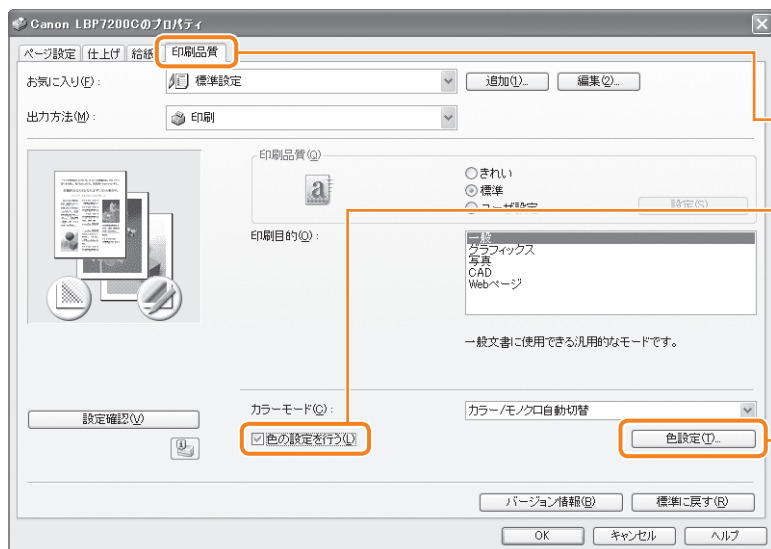 Canon LBP7200Cのプロパティ
ページ設定 仕上げ 給紙 印刷品質
お気に入り(F): 標準設定 追加(1)... 編集(2)...
出力方法(M): 印刷
印刷品質(Q)
a
きれい
標準
ユーザ設定 設定(S)...
印刷目的(O):
一般
グラフィックス
写真
CAD
Webページ
一般文書に使用できる汎用的なモードです。
設定確認(V)
カラーモード(C): カラー/モノクロ自動切替
色の設定を行う(L) 色設定(T)...
バージョン情報(B) 標準に戻す(R)
OK キャンセル ヘルプ